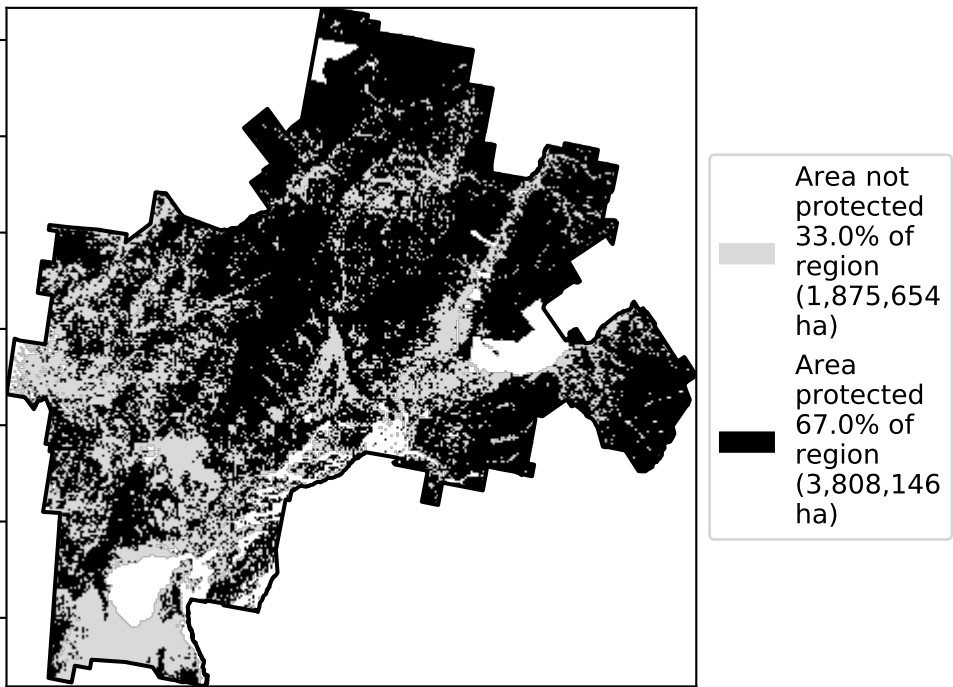 Area not
protected
33.0% of
region
(1,875,654
ha)
Area
protected
67.0% of
region
(3,808,146
ha)